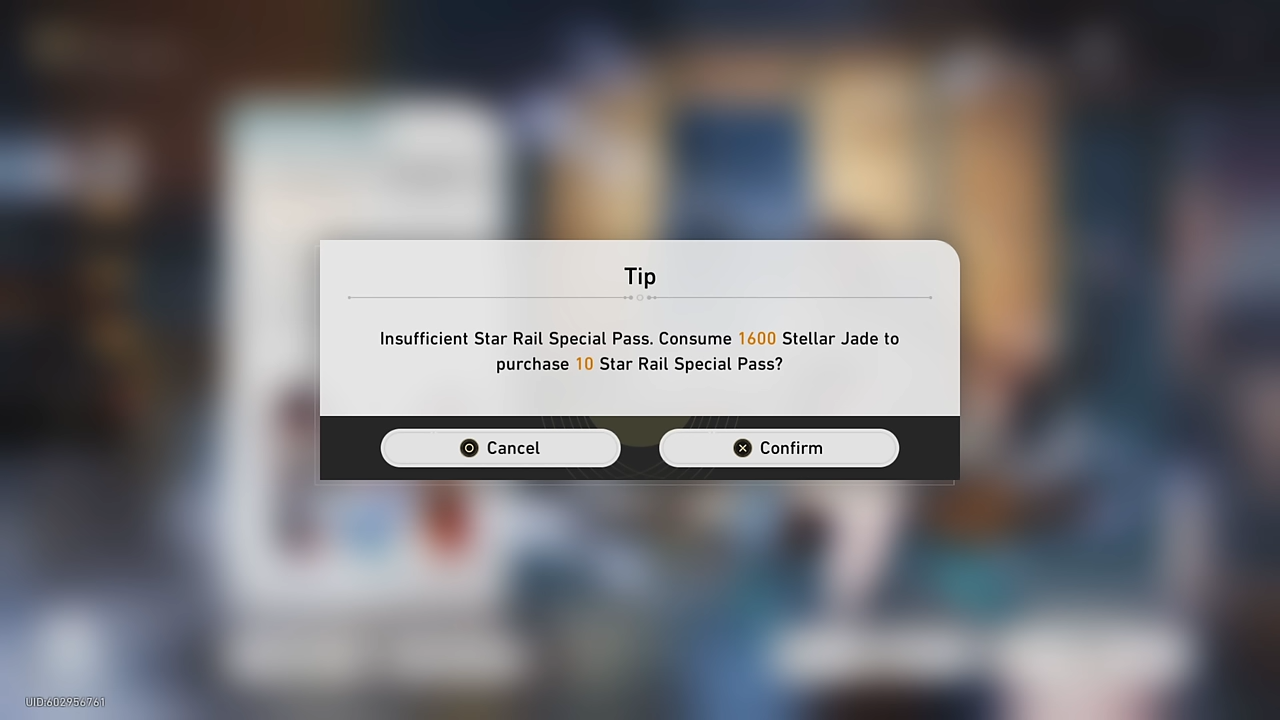 Tip
Insufficient Star Rail Special Pass. Consume 1600 Stellar Jade to
purchase 10 Star Rail Special Pass?
Cancel
Confirm
UID:602956761